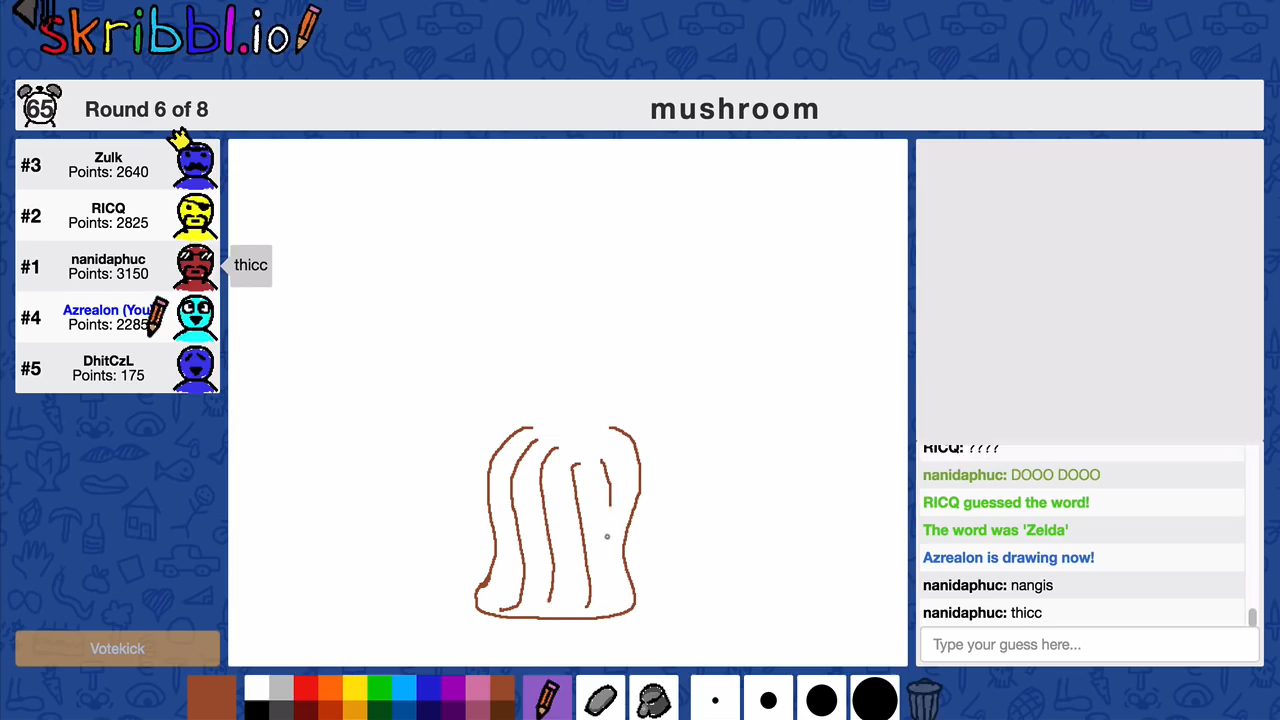 skribbl.io
65
Round 6 of 8
mushroom
#3
Zulk
Points: 2640
#2
RICQ
Points: 2825
#1
nanidaphuc
Points: 3150
thicc
#4
Azrealon (You
Points: 2285
#5
DhitCzL
Points: 175
Votekick
RICQ: ????
nanidaphuc: DOOO DOOO
RICQ guessed the word!
The word was 'Zelda'
Azrealon is drawing now!
nanidaphuc: nangis
nanidaphuc: thicc
Type your guess here...